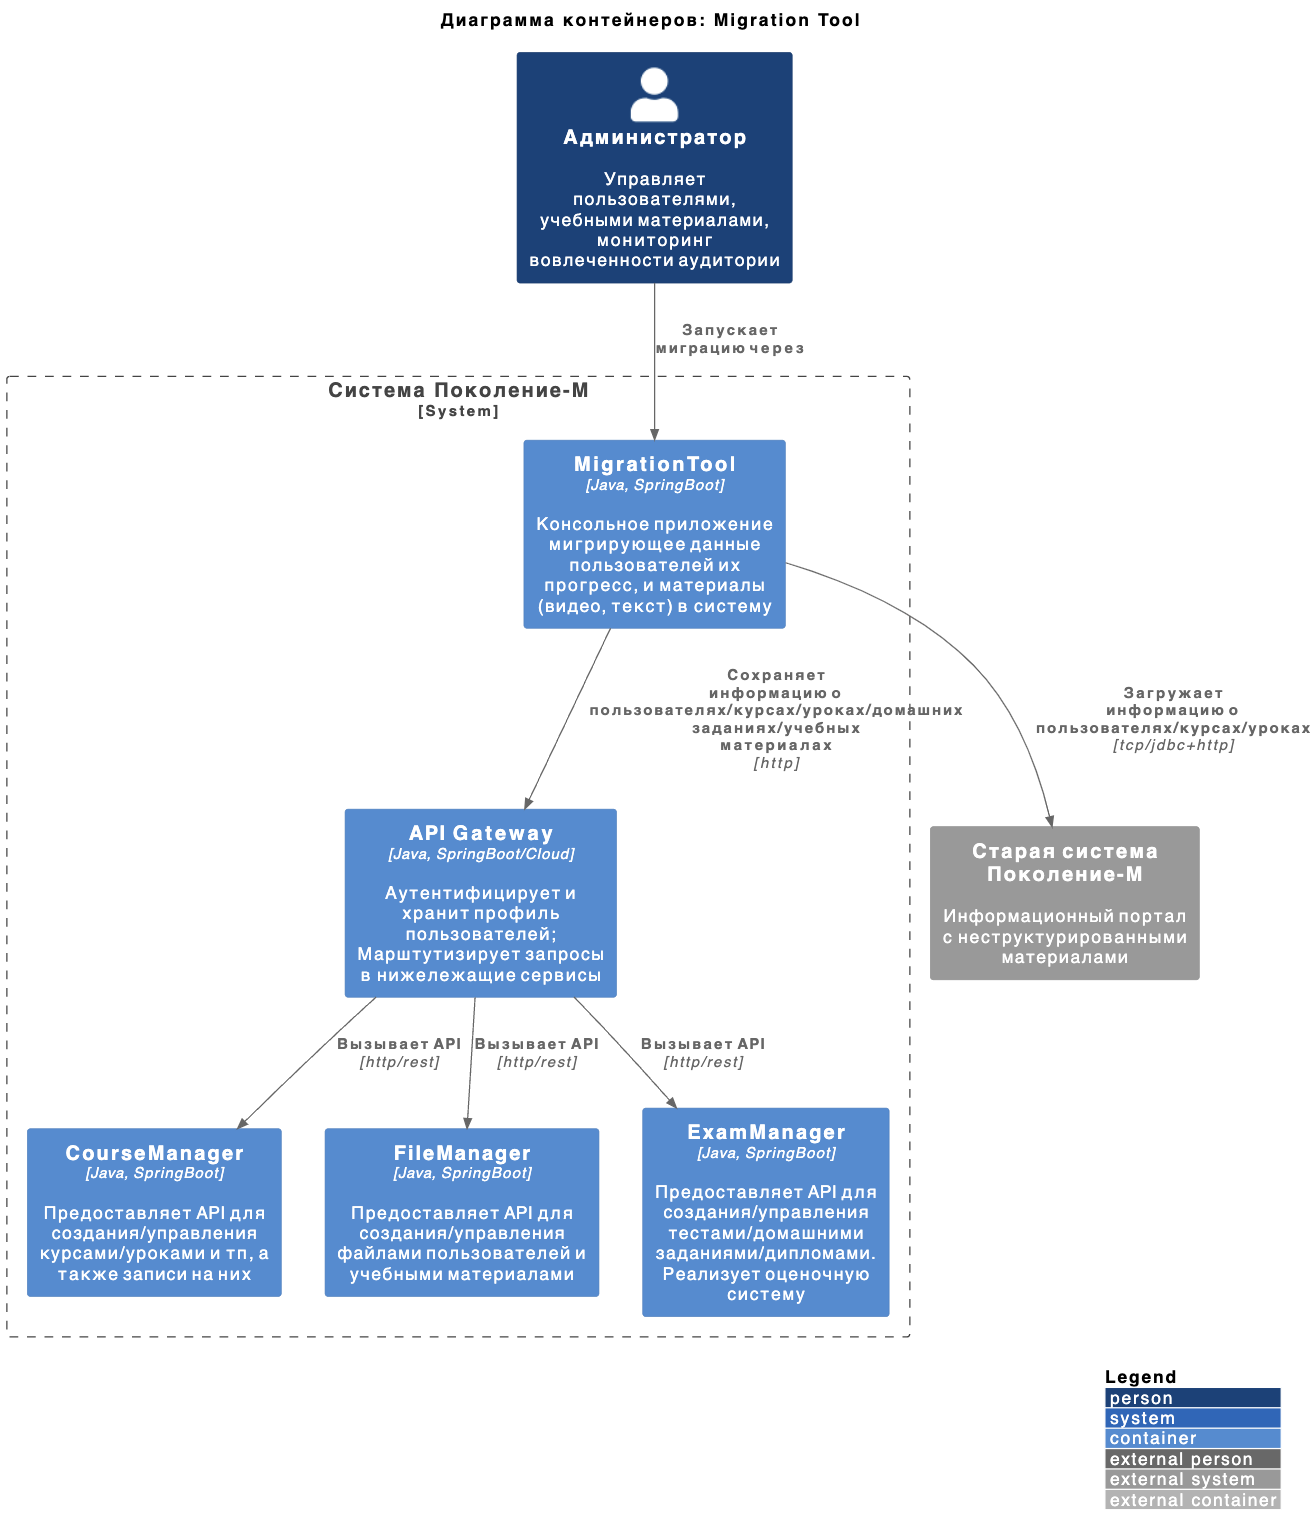 Диаграмма контейнеров: Migration Tool
Администратор
Управляет
пользователями,
учебными материалами,
мониторинг
вовлеченности аудитории
Запускает
миграцию через
Система Поколение-М
[System]
MigrationTool
[Java, SpringBoot]
Консольное приложение
мигрирующее данные
пользователей их
прогресс, и материалы
(видео, текст) в систему
Сохраняет
информацию о
пользователях/курсах/уроках/домашних
заданиях/учебных
материалах
[http]
Загружает
информацию о
пользователях/курсах/уроках
[tcp/jdbc+http]
API Gateway
[Java, SpringBoot/Cloud]
Аутентифицирует и
хранит профиль
пользователей;
Марштутизирует запросы
в нижележащие сервисы
Старая система
Поколение-М
Информационный портал
с неструктурированными
материалами
Вызывает API
[http/rest]
Вызывает API
[http/rest]
Вызывает API
[http/rest]
CourseManager
[Java, SpringBoot]
Предоставляет API для
создания/управления
курсами/уроками и тп, а
также записи на них
FileManager
[Java, SpringBoot]
Предоставляет API для
создания/управления
файлами пользователей и
учебными материалами
ExamManager
[Java, SpringBoot]
Предоставляет API для
создания/управления
тестами/домашними
заданиями/дипломами.
Реализует оценочную
систему
Legend
person
system
container
external person
external system
external container